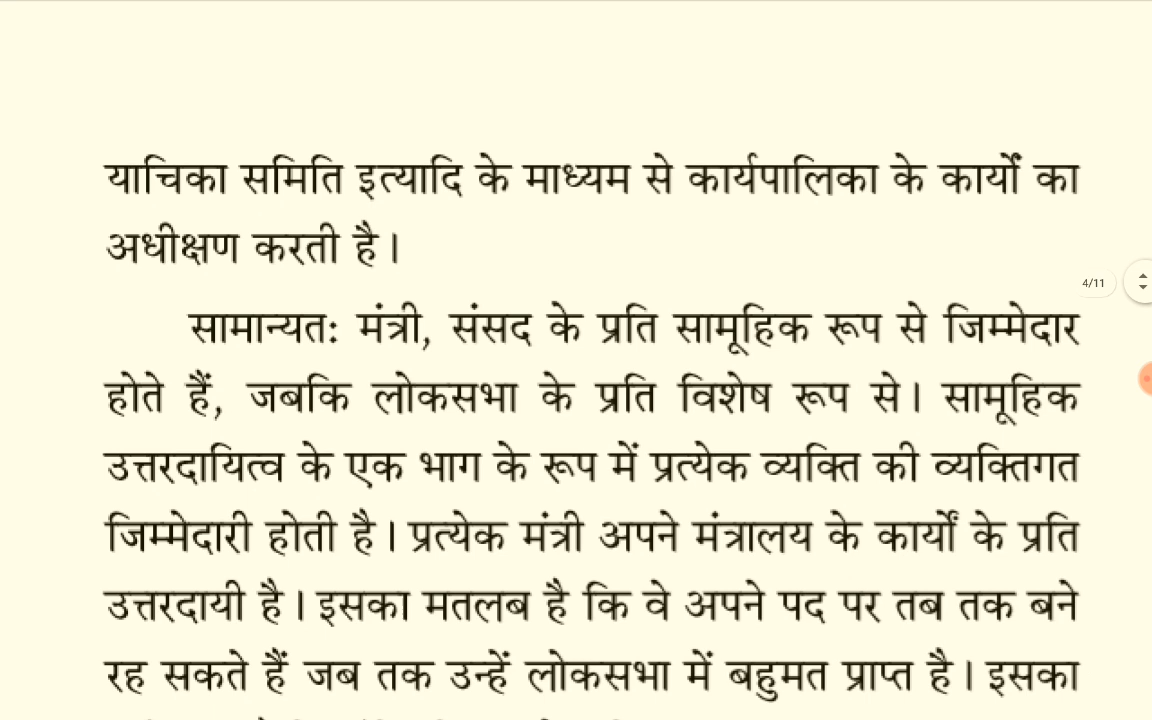 याचिका समिति इत्यादि के माध्यम से कार्यपालिका के कार्यों का
अधीक्षण करती है।
4/11
सामान्यतः मंत्री, संसद के प्रति सामूहिक रूप से जिम्मेदार
होते हैं, जबकि लोकसभा के प्रति विशेष रूप से। सामूहिक
उत्तरदायित्व के एक भाग के रूप में प्रत्येक व्यक्ति की व्यक्तिगत
जिम्मेदारी होती है। प्रत्येक मंत्री अपने मंत्रालय के कार्यों के प्रति
उत्तरदायी है। इसका मतलब है कि वे अपने पद पर तब तक बने
रह सकते हैं जब तक उन्हें लोकसभा में बहुमत प्राप्त है। इसका